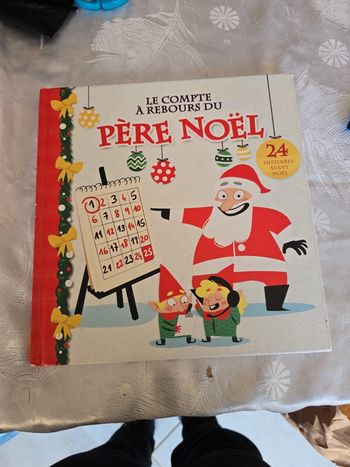 LE COMPTE
À REBOURS DU
PÈRE NOËL
24
HISTOIRES
AVANT
NOËL
1 2 3 4 5
6 7 8 9 10
11 12 13 14 15
16 17 18 19 20
21 22 23 24 25